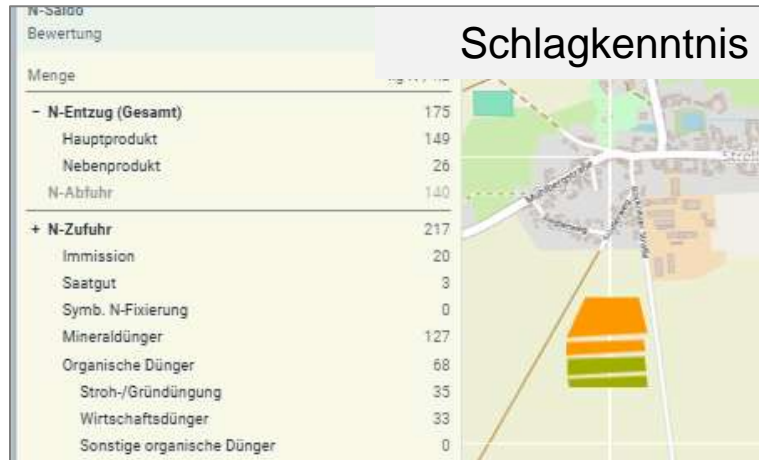 N-Saldo
Bewertung
Schlagkenntnis
Menge
- N-Entzug (Gesamt) 175
Hauptprodukt 149
Nebenprodukt 26
N-Abfuhr 140
+ N-Zufuhr 217
Immission 20
Saatgut 3
Symb. N-Fixierung 0
Mineraldünger 127
Organische Dünger 68
Stroh-/Gründüngung 35
Wirtschaftsdünger 33
Sonstige organische Dünger 0
Mühlbergstraße